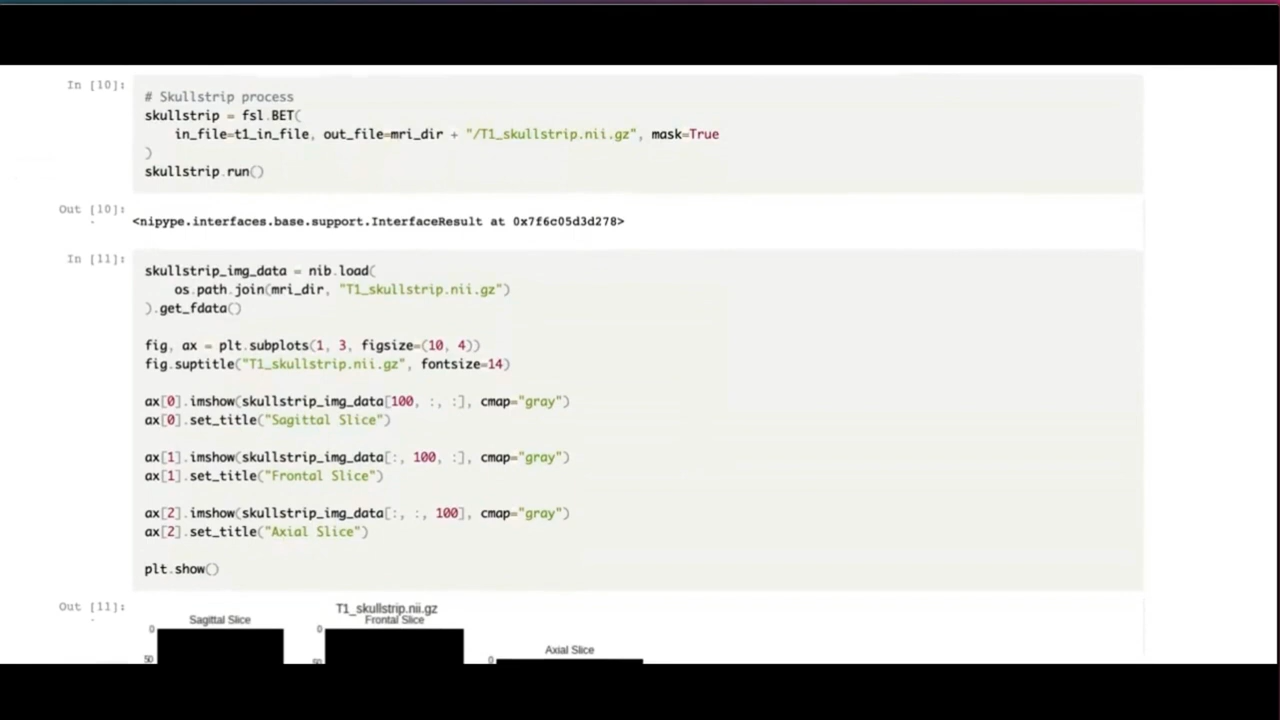 In [10]:
# Skullstrip process
skullstrip = fsl.BET(
    in_file=t1_in_file, out_file=mri_dir + "/T1_skullstrip.nii.gz", mask=True
)
skullstrip.run()
Out [10]:
<nipype.interfaces.base.support.InterfaceResult at 0x7f6c05d3d278>
In [11]:
skullstrip_img_data = nib.load(
    os.path.join(mri_dir, "T1_skullstrip.nii.gz")
).get_fdata()
fig, ax = plt.subplots(1, 3, figsize=(10, 4))
fig.suptitle("T1_skullstrip.nii.gz", fontsize=14)
ax[0].imshow(skullstrip_img_data[100, :, :], cmap="gray")
ax[0].set_title("Sagittal Slice")
ax[1].imshow(skullstrip_img_data[:, 100, :], cmap="gray")
ax[1].set_title("Frontal Slice")
ax[2].imshow(skullstrip_img_data[:, :, 100], cmap="gray")
ax[2].set_title("Axial Slice")
plt.show()
Out [11]:
T1_skullstrip.nii.gz
Sagittal Slice
Frontal Slice
Axial Slice
0
0
0
50
50